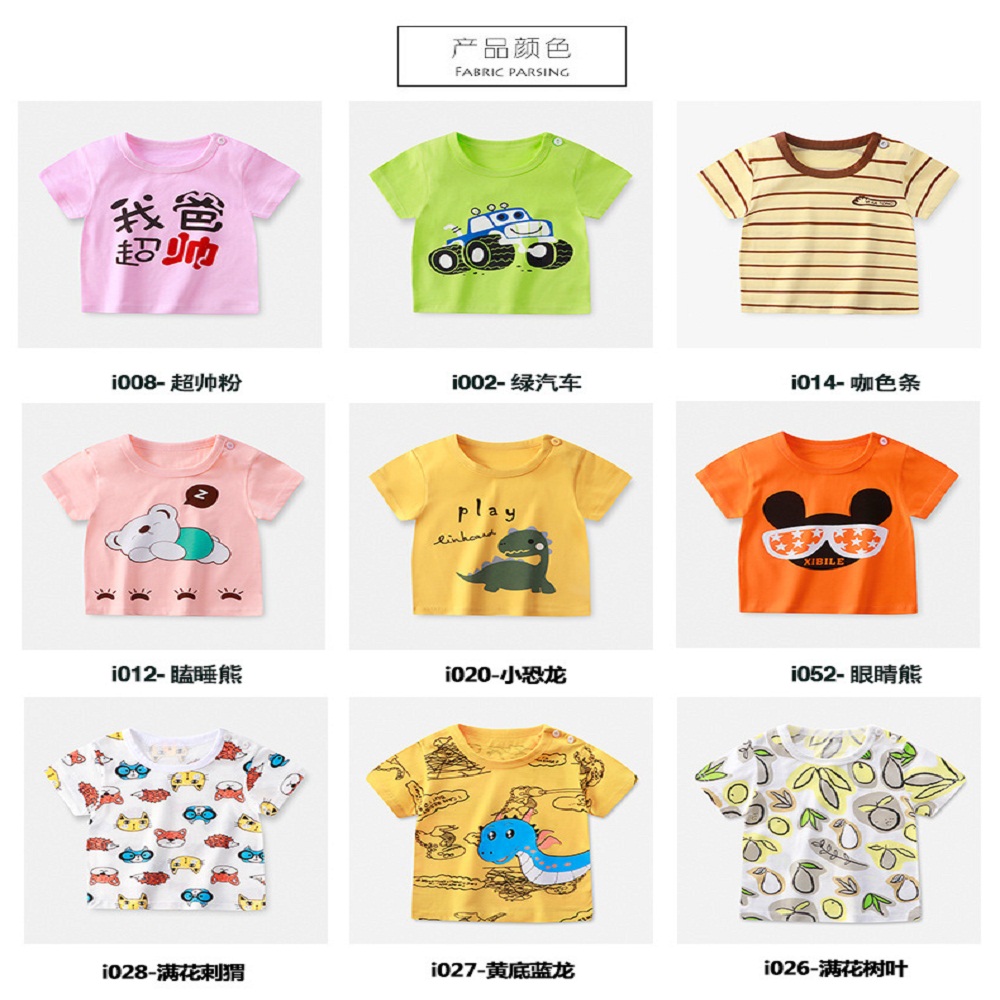 产品颜色
FABRIC PARSING
我爸
超帅
i008- 超帅粉
i002- 绿汽车
i014- 咖色条
z
play
linkcard
XIBILE
i012- 瞌睡熊
i020-小恐龙
i052- 眼睛熊
i028-满花刺猬
i027-黄底蓝龙
i026-满花树叶